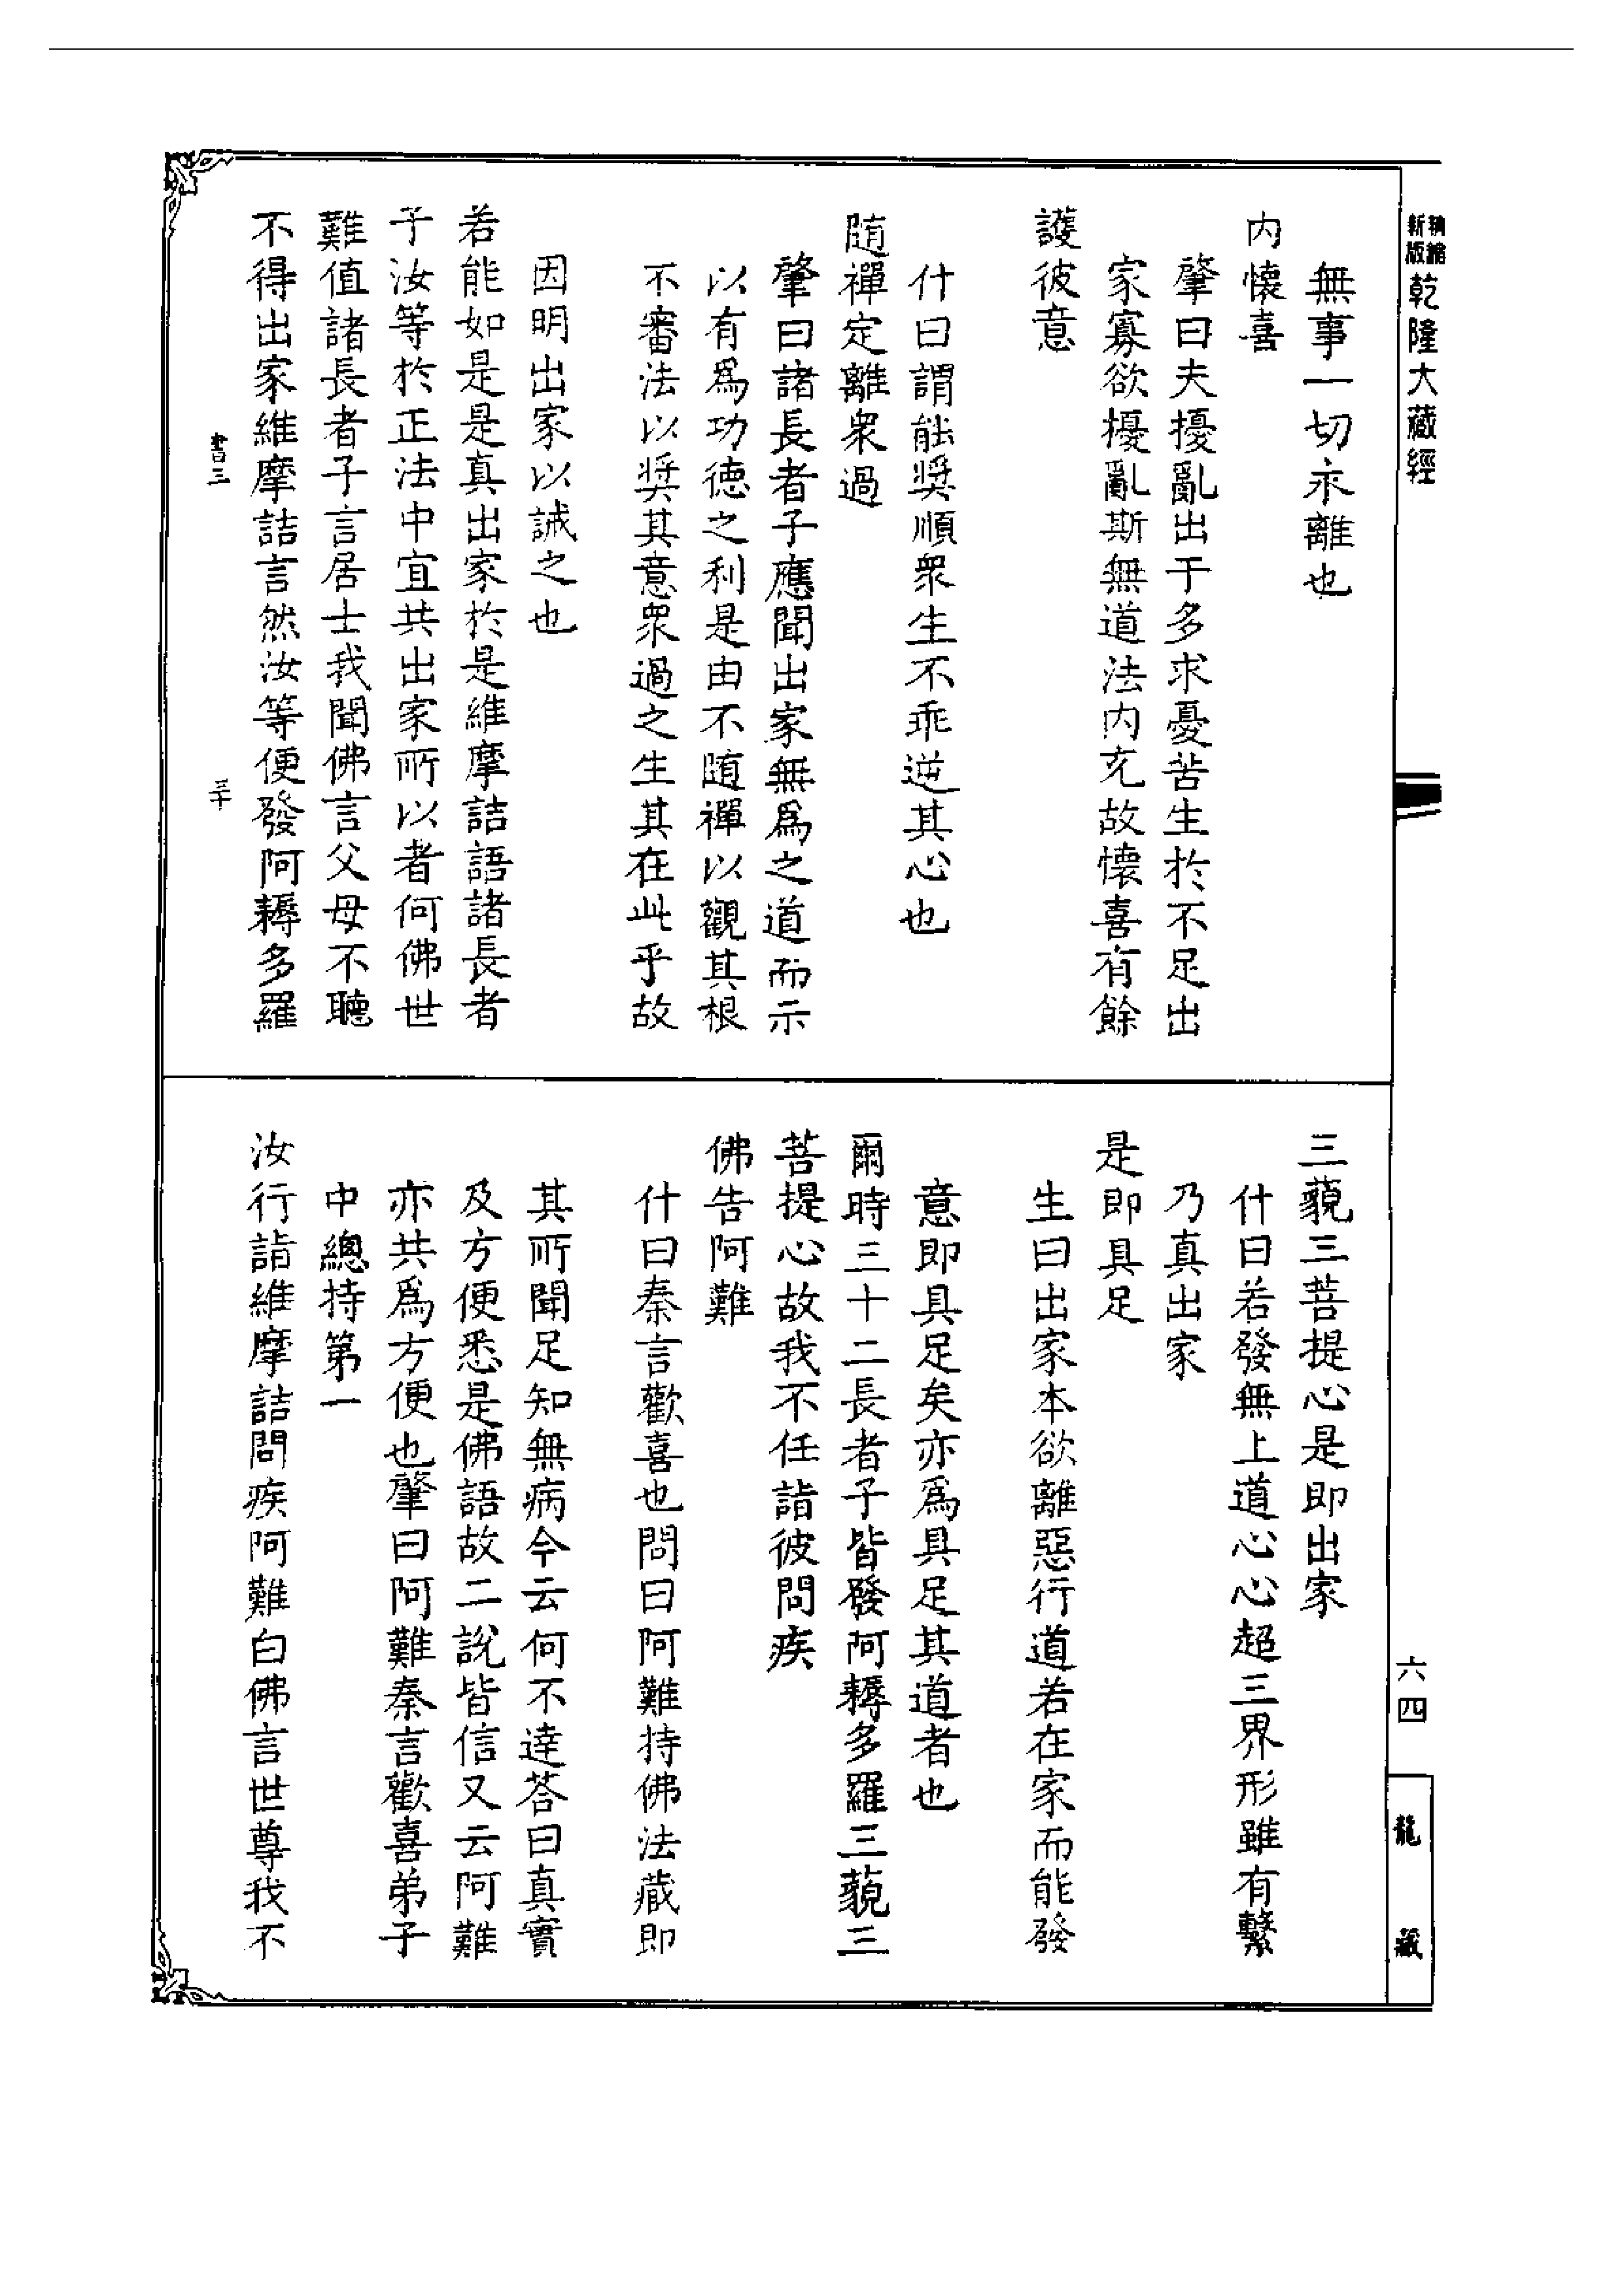 新版
精縮
乾隆大藏經
無事一切永離也
内懷喜
肇曰夫擾亂出于多求憂苦生於不足出
家寡欲擾亂斯無道法内充故懷喜有餘
護彼意
什曰謂能奬順衆生不乖逆其心也
隨禪定離衆過
肇曰諸長者子應聞出家無爲之道而示
以有爲功德之利是由不隨禪以觀其根
不審法以奬其意衆過之生其在此乎故
因明出家以誡之也
若能如是是真出家於是維摩詰語諸長者
子汝等於正法中宜共出家所以者何佛世
難值諸長者子言居士我聞佛言父母不聽
不得出家維摩詰言然汝等便發阿耨多羅
書三
三十
三藐三菩提心是即出家
什曰若發無上道心心超三界形雖有繫
乃真出家
是即具足
生曰出家本欲離惡行道若在家而能發
意即具足矣亦爲具足其道者也
爾時三十二長者子皆發阿耨多羅三藐三
菩提心故我不任詣彼問疾
佛告阿難
什曰秦言歡喜也問曰阿難持佛法藏即
其所聞足知無病今云何不達荅曰真實
及方便悉是佛語故二説皆信又云阿難
亦共爲方便也肇曰阿難秦言歡喜弟子
中總持第一
汝行詣維摩詰問疾阿難白佛言世尊我不
六四
龍藏